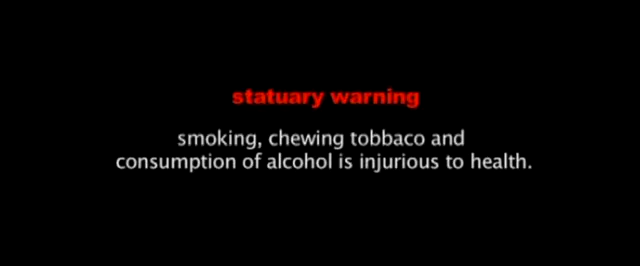 statuary warning
smoking, chewing tobbaco and
consumption of alcohol is injurious to health.